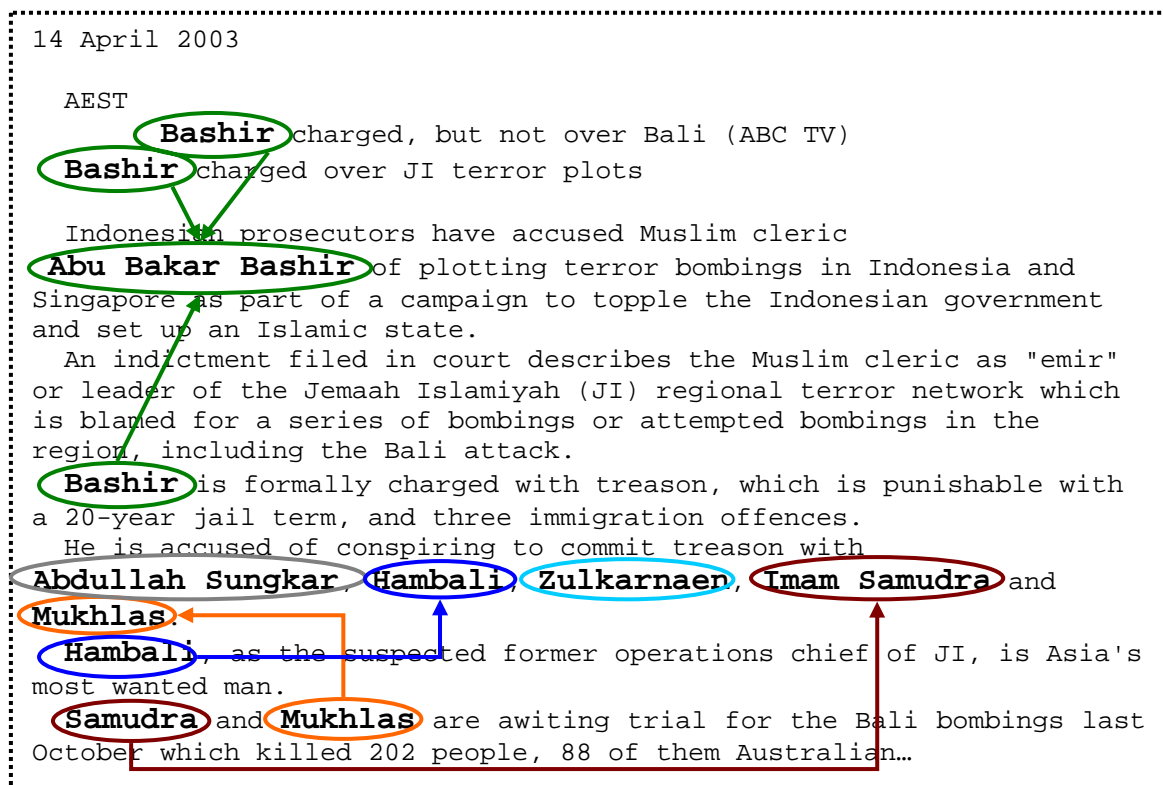 14 April 2003
AEST
Bashir charged, but not over Bali (ABC TV)
Bashir charged over JI terror plots
Indonesian prosecutors have accused Muslim cleric
Abu Bakar Bashir of plotting terror bombings in Indonesia and
Singapore as part of a campaign to topple the Indonesian government
and set up an Islamic state.
An indictment filed in court describes the Muslim cleric as "emir"
or leader of the Jemaah Islamiyah (JI) regional terror network which
is blamed for a series of bombings or attempted bombings in the
region, including the Bali attack.
Bashir is formally charged with treason, which is punishable with
a 20-year jail term, and three immigration offences.
He is accused of conspiring to commit treason with
Abdullah Sungkar, Hambali, Zulkarnaen, Imam Samudra and
Mukhlas.
Hambali, as the suspected former operations chief of JI, is Asia's
most wanted man.
Samudra and Mukhlas are awiting trial for the Bali bombings last
October which killed 202 people, 88 of them Australian…